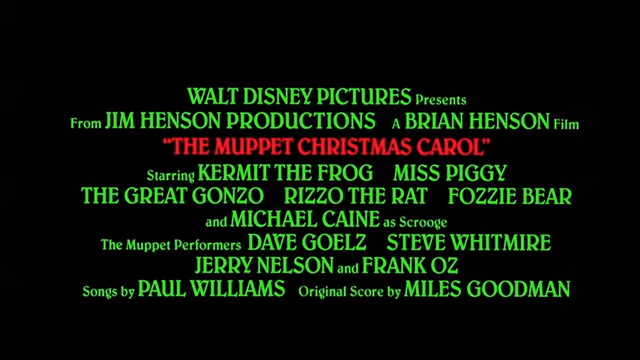 WALT DISNEY PICTURES Presents
From JIM HENSON PRODUCTIONS A BRIAN HENSON Film
"THE MUPPET CHRISTMAS CAROL"
Starring KERMIT THE FROG MISS PIGGY
THE GREAT GONZO RIZZO THE RAT FOZZIE BEAR
and MICHAEL CAINE as Scrooge
The Muppet Performers DAVE GOELZ STEVE WHITMIRE
JERRY NELSON and FRANK OZ
Songs by PAUL WILLIAMS Original Score by MILES GOODMAN